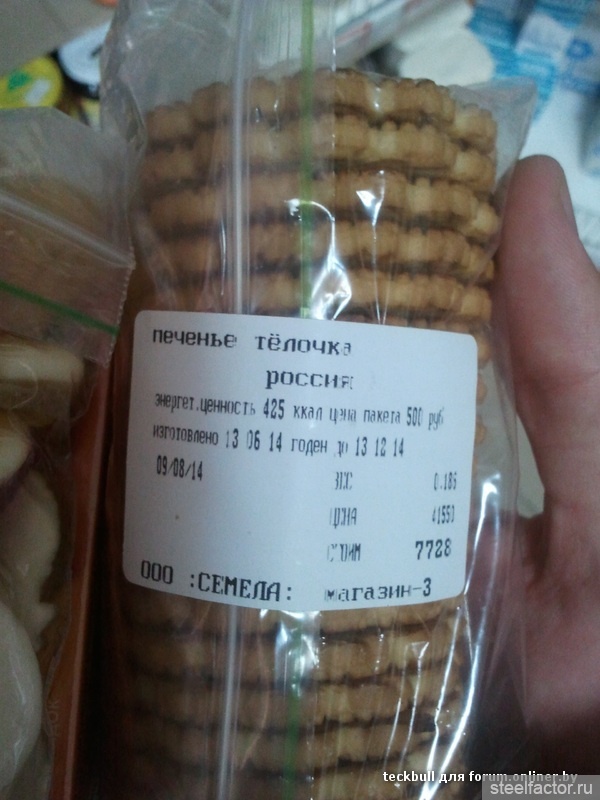 печенье тёлочка
россия
энергет.ценность 425 ккал цена пакета 500 руб
изготовлено 13 06 14 годен до 13 12 14
09/08/14
ВЕС 0.186
ЦЕНА 41550
СТОИМ 7728
ООО :СЕМЕЛА: магазин-3
teckbull для forum.onliner.by
steelfactor.ru